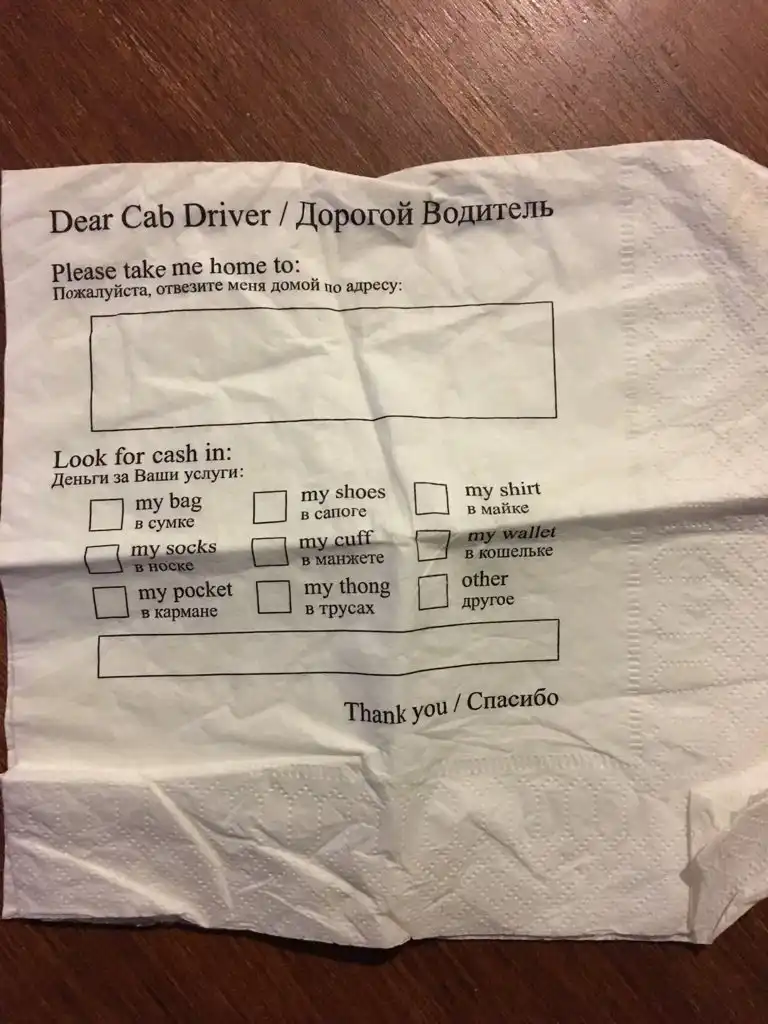 Dear Cab Driver / Дорогой Водитель
Please take me home to:
Пожалуйста, отвезите меня домой по адресу:
Look for cash in:
Деньги за Ваши услуги:
my bag
в сумке
my shoes
в сапоге
my shirt
в майке
my socks
в носке
my cuff
в манжете
my wallet
в кошельке
my pocket
в кармане
my thong
в трусах
other
другое
Thank you / Спасибо